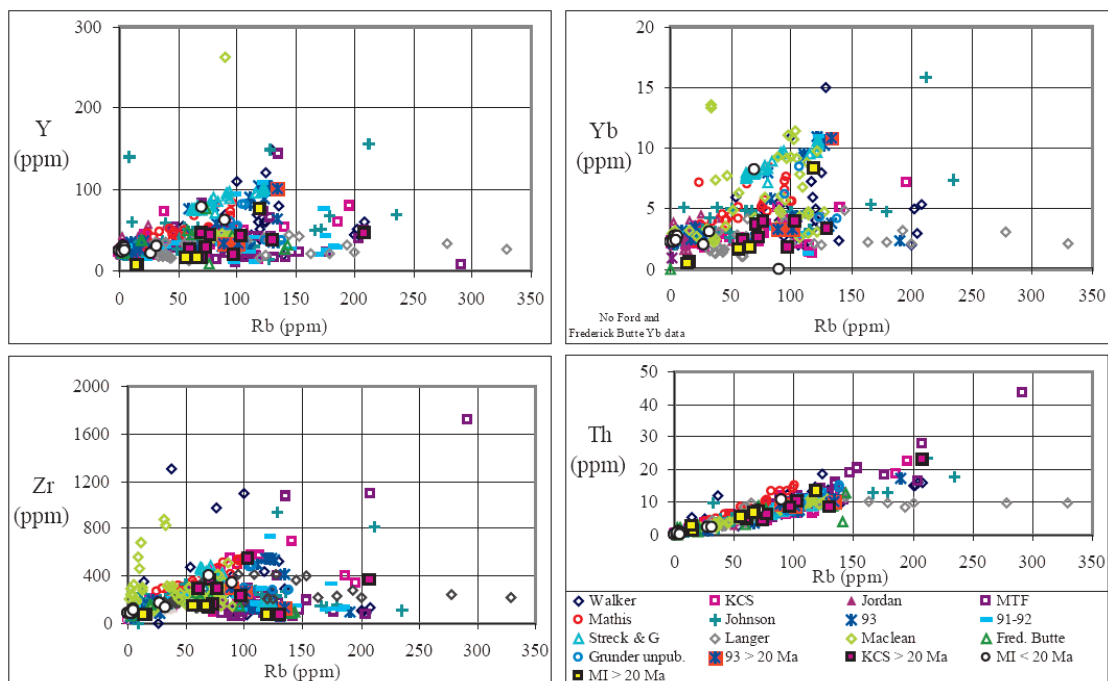 300
200
Y
(ppm)
100
0
0 50 100 150 200 250 300 350
Rb (ppm)
20
15
Yb
10
(ppm)
5
0
0 50 100 150 200 250 300 350
No Ford and
Frederick Butte Yb data
Rb (ppm)
2000
1600
1200
Zr
(ppm)
800
400
0
0 50 100 150 200 250 300 350
Rb (ppm)
50
40
Th
30
(ppm)
20
10
0
0 50 100 150 200 250 300 350
Rb (ppm)
Walker KCS Jordan MTF
Mathis Johnson 93 91-92
Streck & G Langer Maclean Fred. Butte
Grunder unpub. 93 > 20 Ma KCS > 20 Ma MI < 20 Ma
MI > 20 Ma